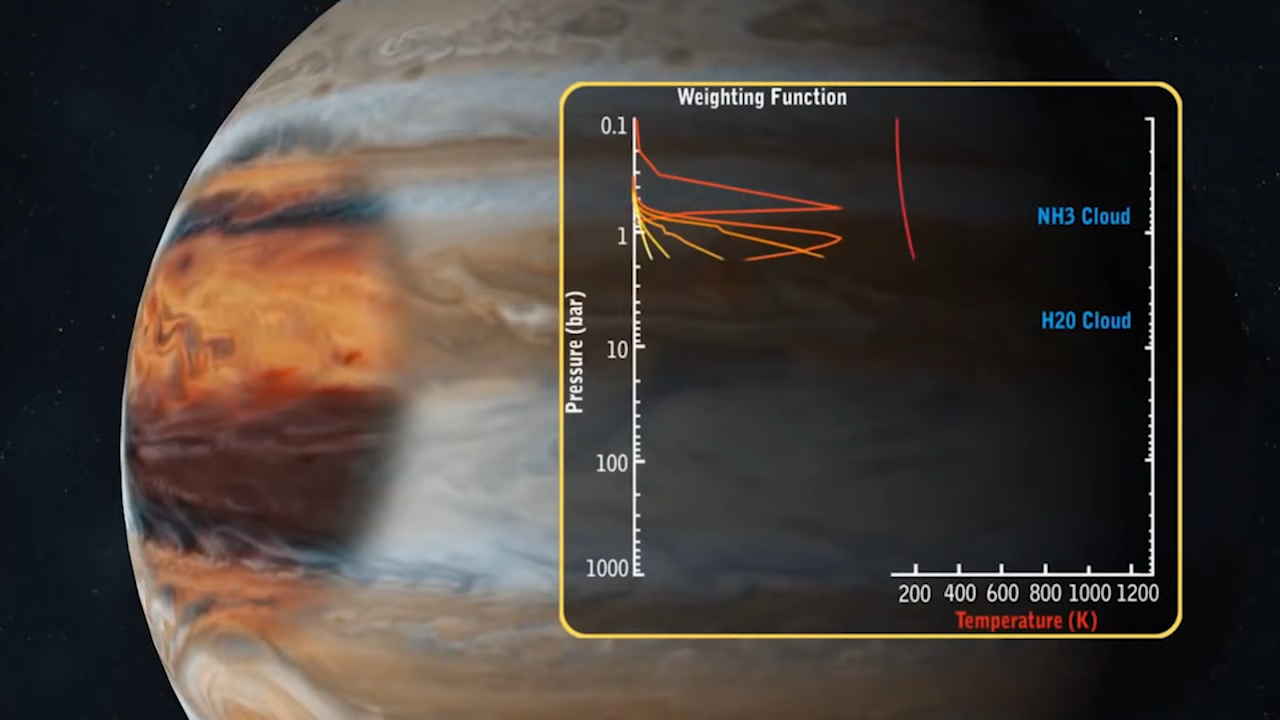 Weighting Function
0.1
NH3 Cloud
1
H20 Cloud
Pressure (bar)
10
100
1000
200 400 600 800 1000 1200
Temperature (K)